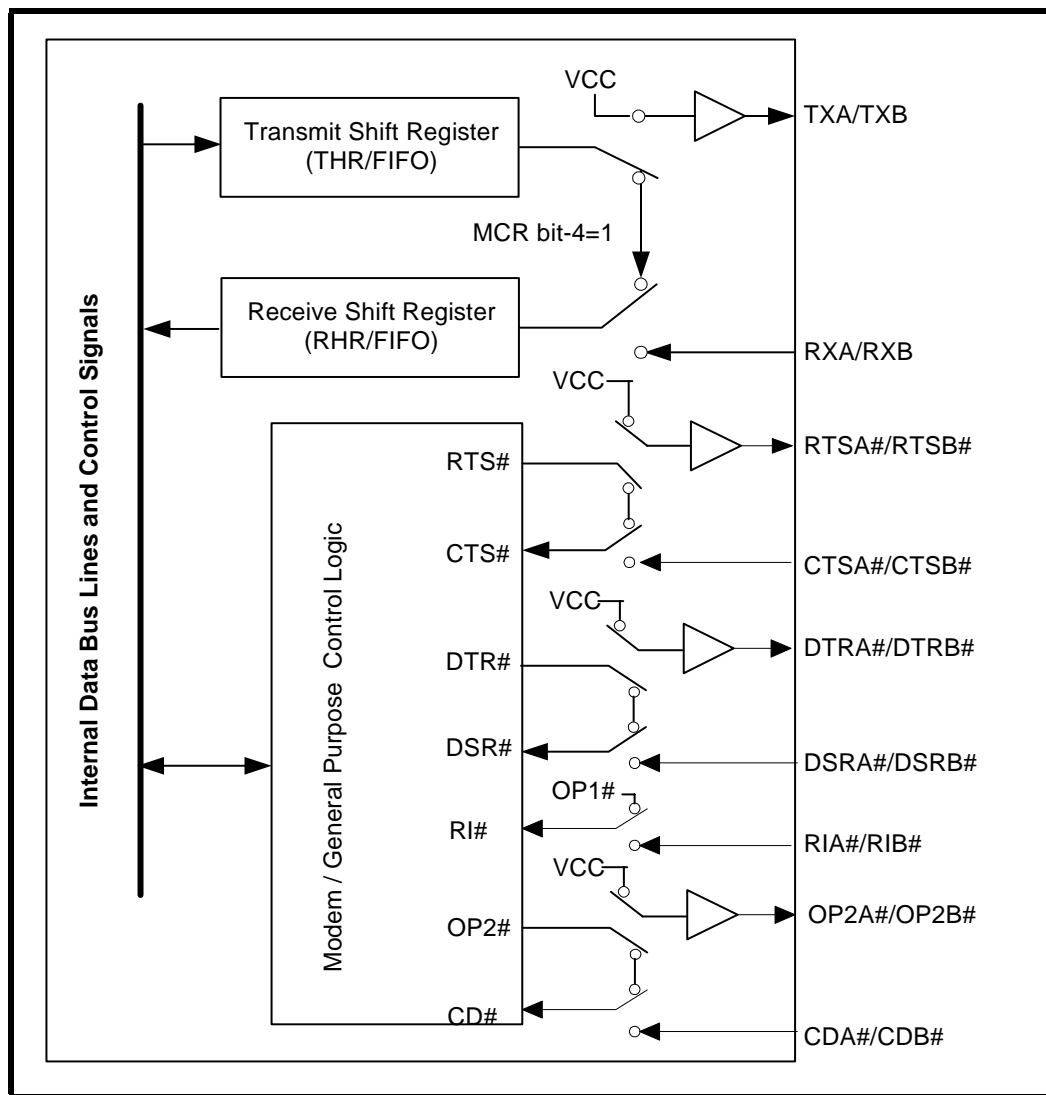 VCC
TXA/TXB
Transmit Shift Register
(THR/FIFO)
MCR bit-4=1
Receive Shift Register
(RHR/FIFO)
RXA/RXB
VCC
RTSA#/RTSB#
RTS#
CTS#
CTSA#/CTSB#
VCC
DTRA#/DTRB#
DTR#
DSR#
DSRA#/DSRB#
OP1#
RI#
RIA#/RIB#
VCC
OP2A#/OP2B#
OP2#
CD#
CDA#/CDB#
Internal Data Bus Lines and Control Signals
Modem / General Purpose Control Logic